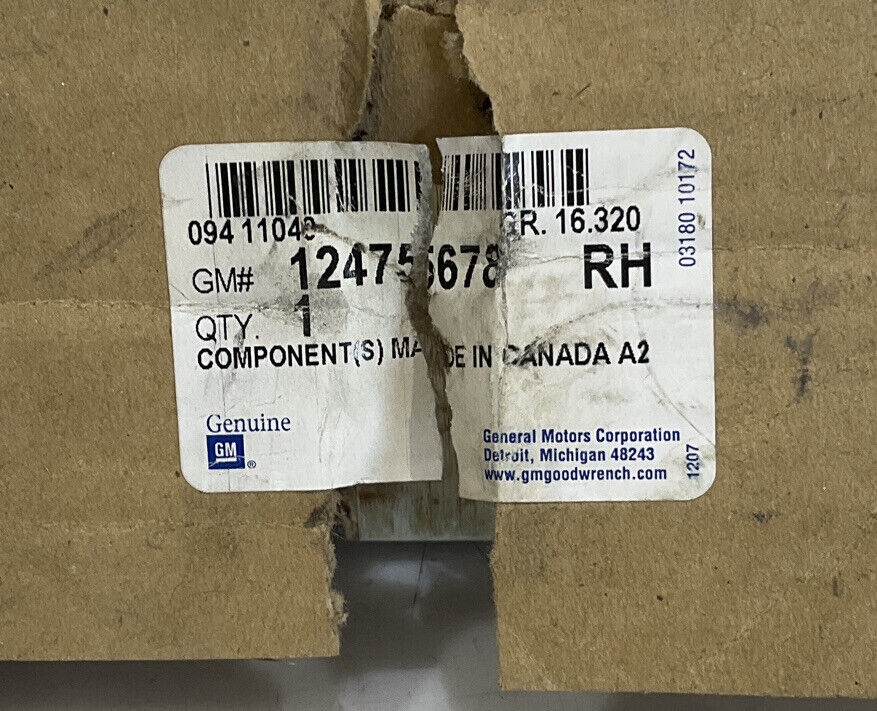 094
GR. 16.320
GM# 12475678 RH
QTY. 1
COMPONENT(S) MADE IN CANADA A2
Genuine
GM ®
General Motors Corporation
Detroit, Michigan 48243
www.gmgoodwrench.com
03180 10172
1207